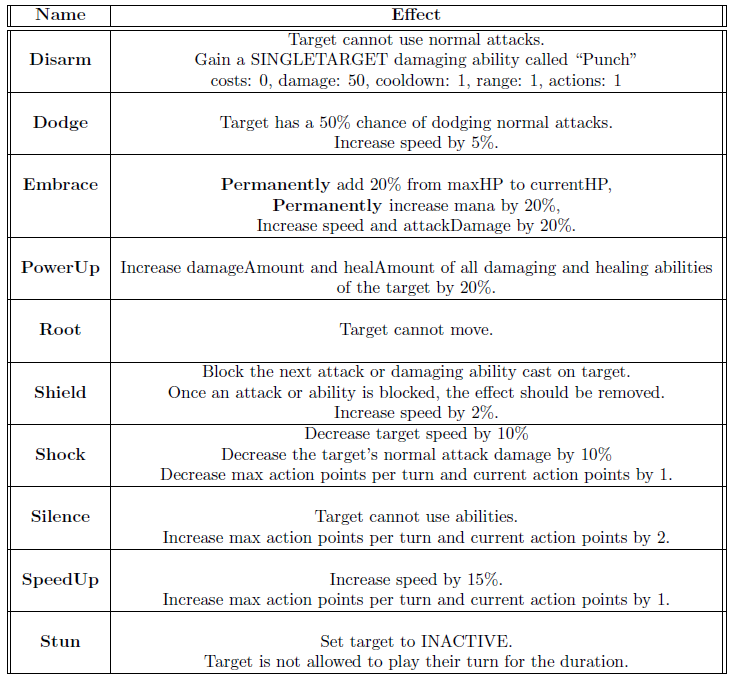 Name Effect
Target cannot use normal attacks.
Disarm Gain a SINGLETARGET damaging ability called “Punch”
costs: 0, damage: 50, cooldown: 1, range: 1, actions: 1
Dodge Target has a 50% chance of dodging normal attacks.
Increase speed by 5%.
Embrace Permanently add 20% from maxHP to currentHP,
Permanently increase mana by 20%,
Increase speed and attackDamage by 20%.
PowerUp Increase damageAmount and healAmount of all damaging and healing abilities
of the target by 20%.
Root Target cannot move.
Block the next attack or damaging ability cast on target.
Shield Once an attack or ability is blocked, the effect should be removed.
Increase speed by 2%.
Decrease target speed by 10%
Shock Decrease the target’s normal attack damage by 10%
Decrease max action points per turn and current action points by 1.
Silence Target cannot use abilities.
Increase max action points per turn and current action points by 2.
SpeedUp Increase speed by 15%.
Increase max action points per turn and current action points by 1.
Stun Set target to INACTIVE.
Target is not allowed to play their turn for the duration.